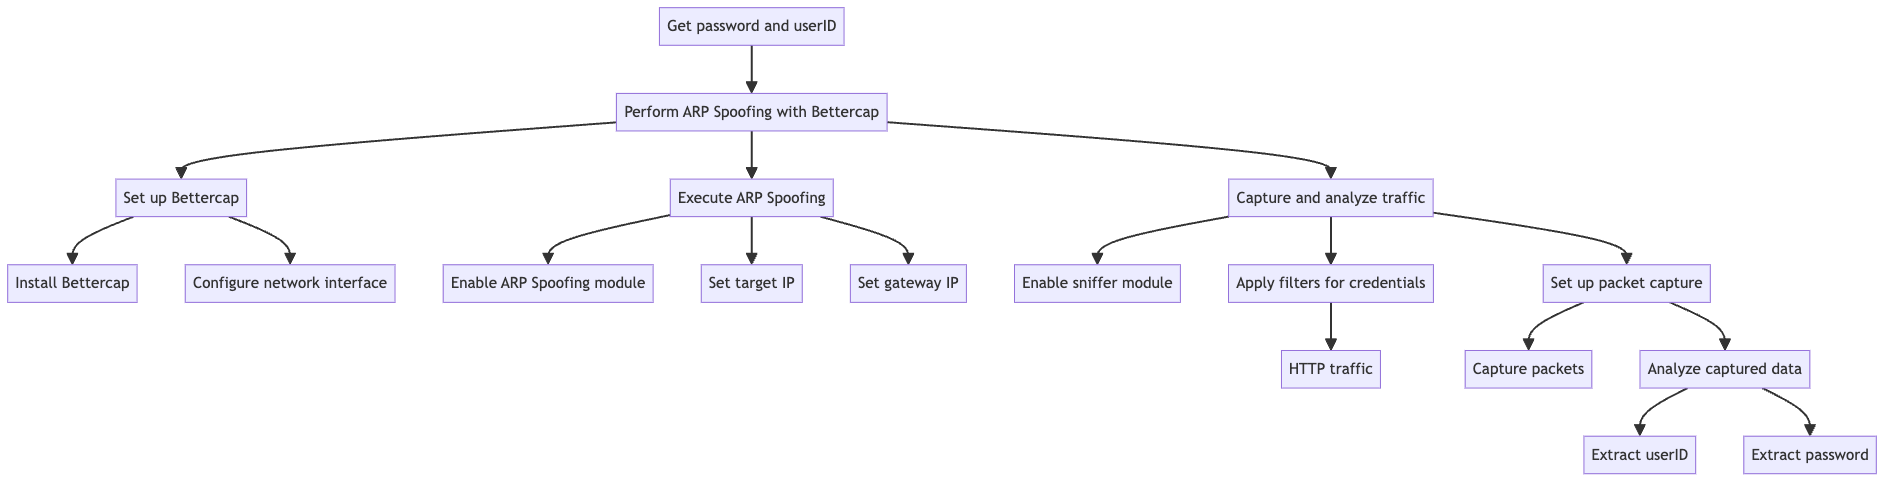 Get password and userID
Perform ARP Spoofing with Bettercap
Set up Bettercap
Execute ARP Spoofing
Capture and analyze traffic
Install Bettercap
Configure network interface
Enable ARP Spoofing module
Set target IP
Set gateway IP
Enable sniffer module
Apply filters for credentials
Set up packet capture
HTTP traffic
Capture packets
Analyze captured data
Extract userID
Extract password